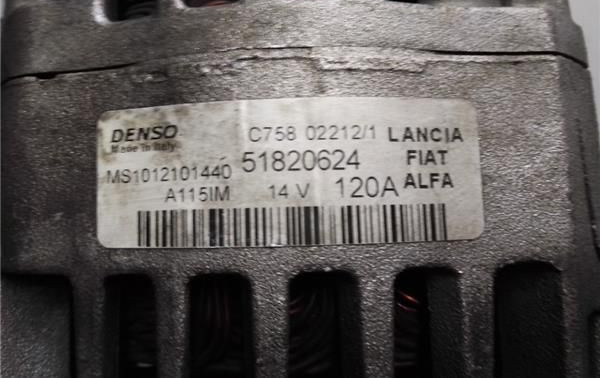 DENSO C758 02212/1 LANCIA
Made in Italy
MS1012101440 51820624 FIAT
A115IM 14 V 120A ALFA